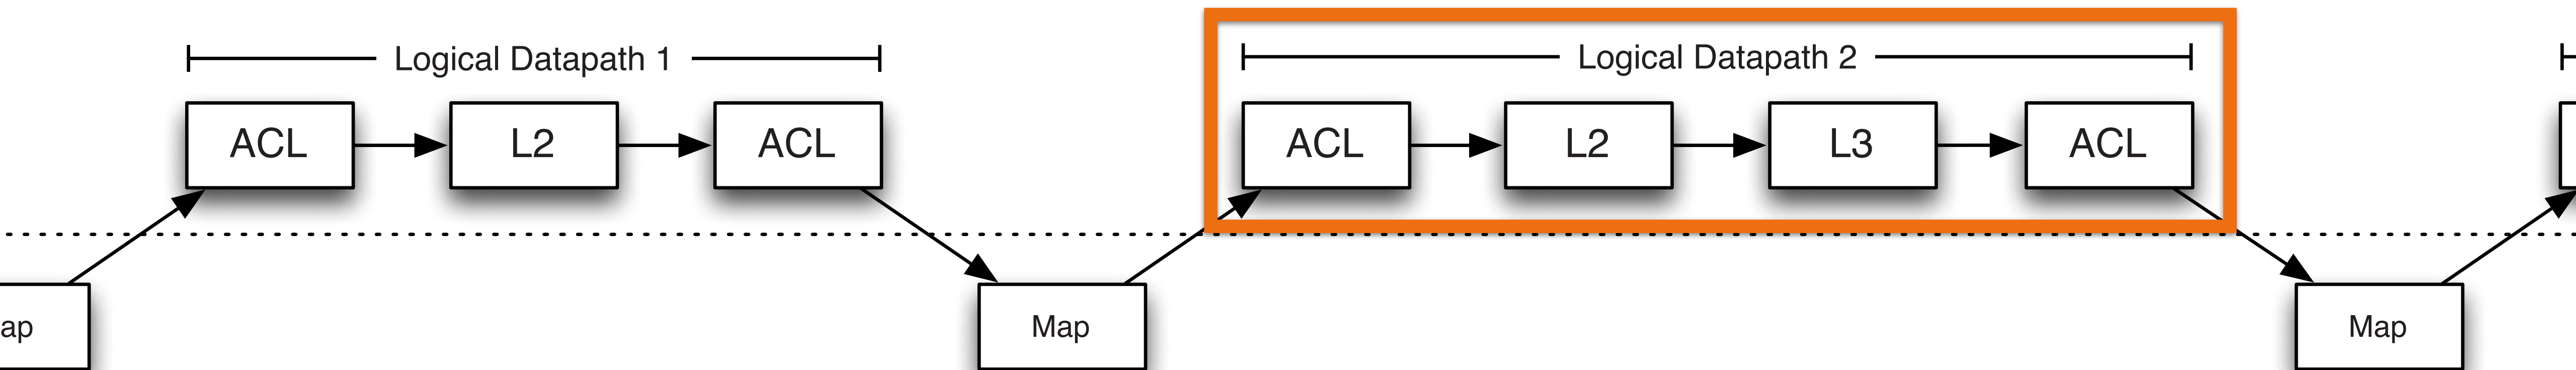 Logical Datapath 1
Logical Datapath 2
ACL
L2
ACL
ACL
L2
L3
ACL
ap
Map
Map